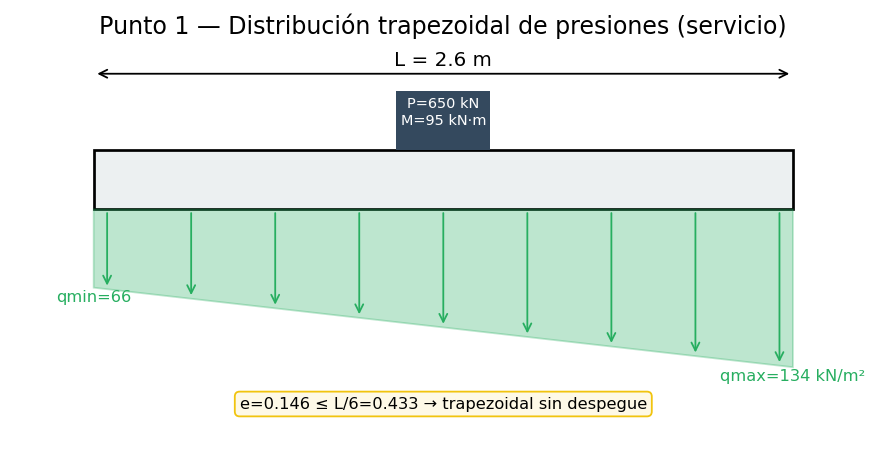 Punto 1 — Distribución trapezoidal de presiones (servicio)
L = 2.6 m
P=650 kN
M=95 kN·m
qmin=66
qmax=134 kN/m²
e=0.146 ≤ L/6=0.433 → trapezoidal sin despegue